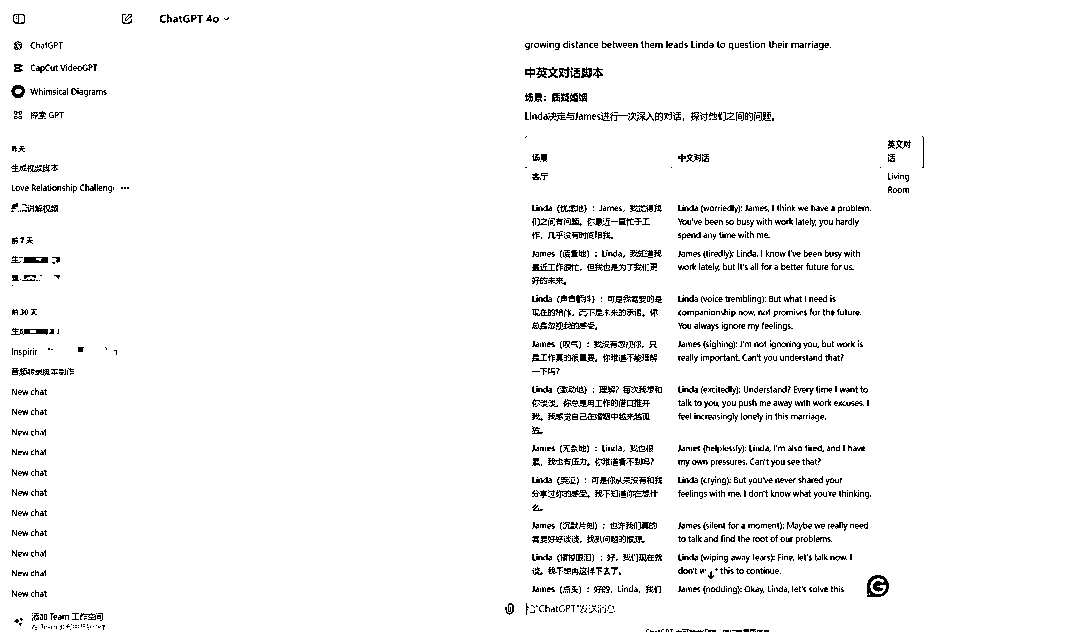 ChatGPT 4o
ChatGPT
CapCut VideoGPT
Whimsical Diagrams
探索 GPT
昨天
生成视频脚本
Love Relationship Challeng
讲解视频
前 7 天
前 30 天
Inspirin
音频转录脚本制作
New chat
New chat
New chat
New chat
New chat
New chat
New chat
New chat
New chat
New chat
New chat
添加 Team 工作空间
growing distance between them leads Linda to question their marriage.
中英文对话脚本
场景：质疑婚姻
Linda决定与James进行一次深入的对话，探讨他们之间的问题。
场景
中文对话
英文对
话
客厅
Living
Room
Linda（忧虑地）：James，我觉得我
们之间有问题。你最近一直忙于工
作，几乎没有时间陪我。
Linda (worriedly): James, I think we have a problem.
You've been so busy with work lately, you hardly
spend any time with me.
James（疲惫地）：Linda，我知道我
最近工作很忙，但我也是为了我们更
好的未来。
James (tiredly): Linda, I know I've been busy with
work lately, but it's all for a better future for us.
Linda（声音颤抖）：可是我需要的是
现在的陪伴，而不是未来的承诺。你
总是忽视我的感受。
Linda (voice trembling): But what I need is
companionship now, not promises for the future.
You always ignore my feelings.
James（叹气）：我没有忽视你，只
是工作真的很重要。你难道不能理解
一下吗？
James (sighing): I'm not ignoring you, but work is
really important. Can't you understand that?
Linda（激动地）：理解？每次我想和
你谈谈，你总是用工作的借口推开
我。我感觉自己在婚姻中越来越孤
独。
Linda (excitedly): Understand? Every time I want to
talk to you, you push me away with work excuses. I
feel increasingly lonely in this marriage.
James（无奈地）：Linda，我也很
累，我也有压力。你难道看不到吗？
James (helplessly): Linda, I'm also tired, and I have
my own pressures. Can't you see that?
Linda（哭泣）：可是你从来没有和我
分享过你的感受。我不知道你在想什
么。
Linda (crying): But you've never shared your
feelings with me. I don't know what you're thinking.
James（沉默片刻）：也许我们真的
需要好好谈谈，找到问题的根源。
James (silent for a moment): Maybe we really need
to talk and find the root of our problems.
Linda（擦掉眼泪）：好，我们现在就
谈。我不想再这样下去了。
Linda (wiping away tears): Fine, let's talk now. I
don't w this to continue.
James（点头）：好的，Linda，我们
James (nodding): Okay, Linda, let's solve this
给"ChatGPT"发送消息